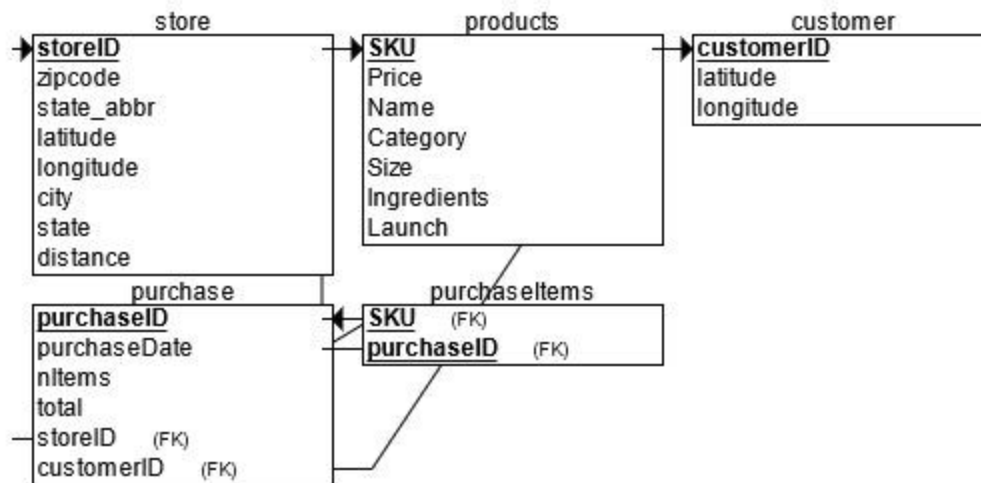 store
storeID
zipcode
state_abbr
latitude
longitude
city
state
distance
products
SKU
Price
Name
Category
Size
Ingredients
Launch
customer
customerID
latitude
longitude
purchase
purchaseID
purchaseDate
nItems
total
storeID (FK)
customerID (FK)
purchaseItems
SKU (FK)
purchaseID (FK)